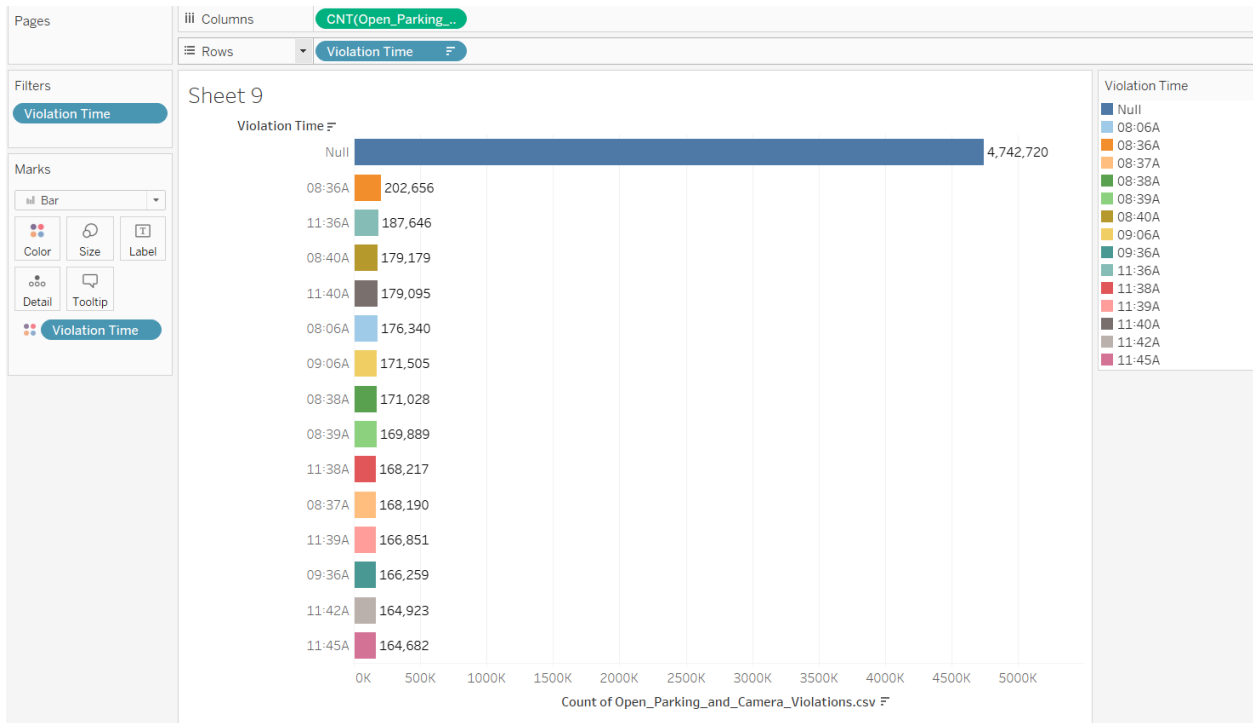 Pages
Columns
CNT(Open_Parking_..
Rows
Violation Time
Filters
Violation Time
Marks
Bar
Color
Size
Label
Detail
Tooltip
Violation Time
Sheet 9
Violation Time
Null 4,742,720
08:36A 202,656
11:36A 187,646
08:40A 179,179
11:40A 179,095
08:06A 176,340
09:06A 171,505
08:38A 171,028
08:39A 169,889
11:38A 168,217
08:37A 168,190
11:39A 166,851
09:36A 166,259
11:42A 164,923
11:45A 164,682
0K 500K 1000K 1500K 2000K 2500K 3000K 3500K 4000K 4500K 5000K
Count of Open_Parking_and_Camera_Violations.csv
Violation Time
Null
08:06A
08:36A
08:37A
08:38A
08:39A
08:40A
09:06A
09:36A
11:36A
11:38A
11:39A
11:40A
11:42A
11:45A